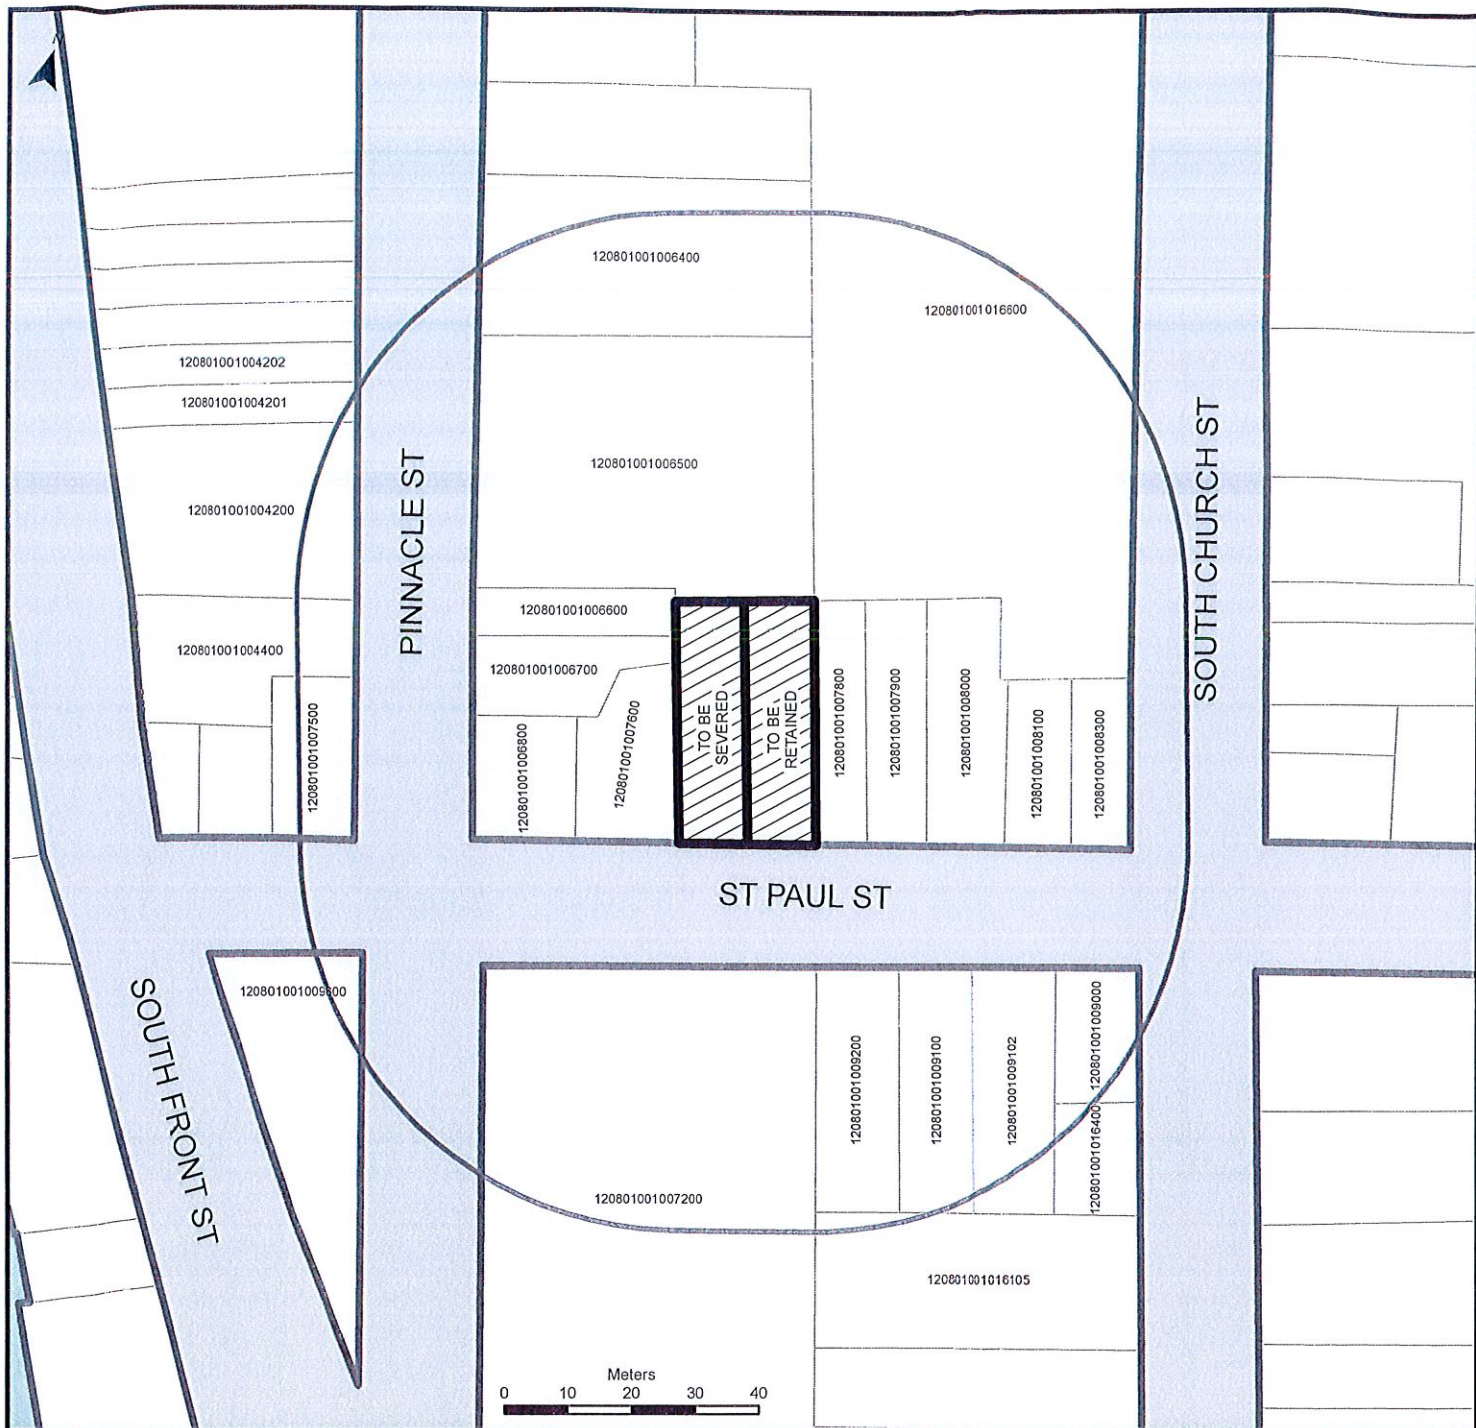 N
120801001006400
120801001016600
120801001004202
120801001004201
120801001006500
120801001004200
PINNACLE ST
SOUTH CHURCH ST
120801001006600
120801001004400
120801001006700
120801001007500
120801001006800
120801001007600
TO BE
SEVERED
TO BE
RETAINED
120801001007800
120801001007900
120801001008000
120801001008100
120801001008300
ST PAUL ST
SOUTH FRONT ST
120801001009200
120801001009100
120801001009102
120801001009000
120801001016400
120801001007200
120801001016105
Meters
0 10 20 30 40